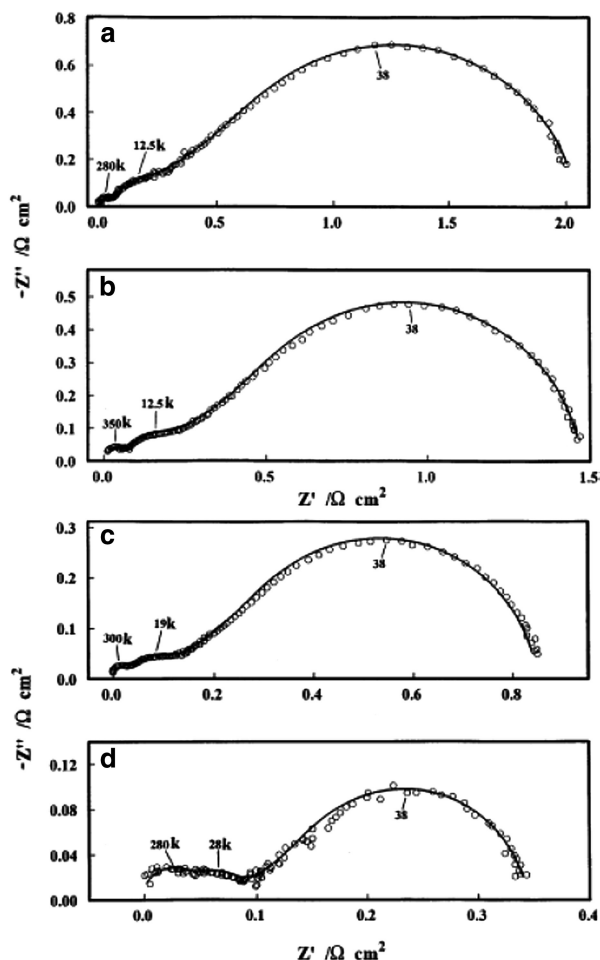 a
0.8
0.6
0.4
0.2
0.0
280k
12.5k
38
0.0 0.5 1.0 1.5 2.0
-Z" /Ω cm²
b
0.5
0.4
0.3
0.2
0.1
0.0
350k
12.5k
38
0.0 0.5 1.0 1.5
Z' /Ω cm²
c
0.3
0.2
0.1
0.0
300k
19k
38
0.0 0.2 0.4 0.6 0.8
-Z" /Ω cm²
d
0.12
0.08
0.04
0.00
280k
28k
38
0.0 0.1 0.2 0.3 0.4
Z' /Ω cm²